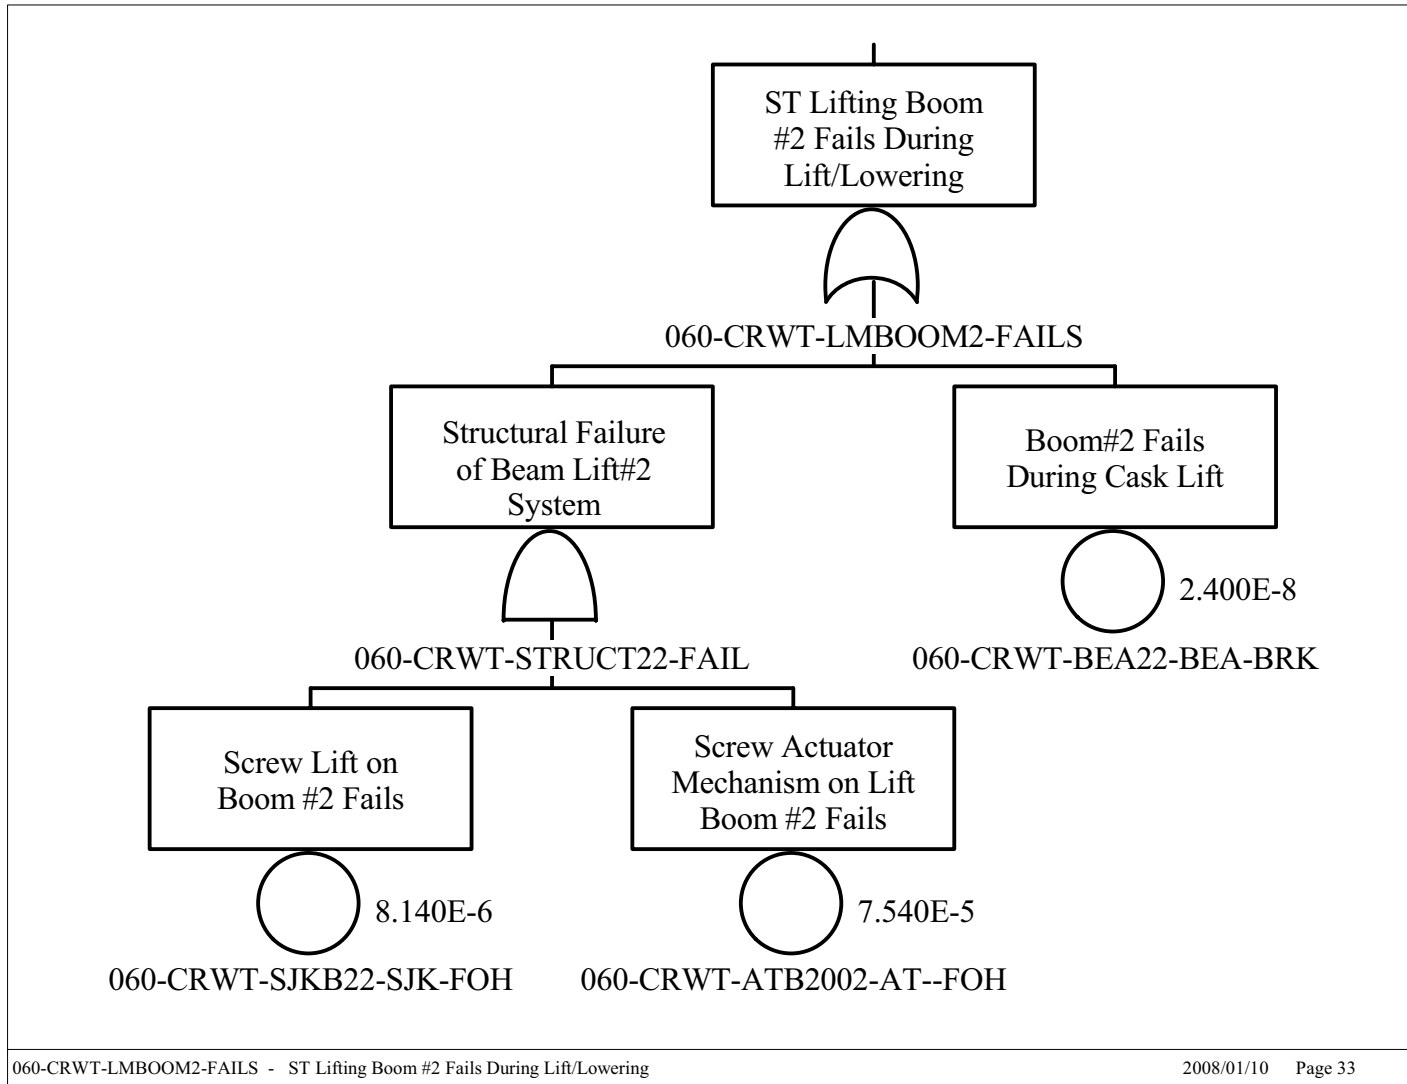 ST Lifting Boom
#2 Fails During
Lift/Lowering
060-CRWT-LMBOOM2-FAILS
Structural Failure
of Beam Lift#2
System
Boom#2 Fails
During Cask Lift
2.400E-8
060-CRWT-STRUCT22-FAIL
060-CRWT-BEA22-BEA-BRK
Screw Lift on
Boom #2 Fails
Screw Actuator
Mechanism on Lift
Boom #2 Fails
8.140E-6
7.540E-5
060-CRWT-SJKB22-SJK-FOH
060-CRWT-ATB2002-AT--FOH
060-CRWT-LMBOOM2-FAILS - ST Lifting Boom #2 Fails During Lift/Lowering
2008/01/10 Page 33